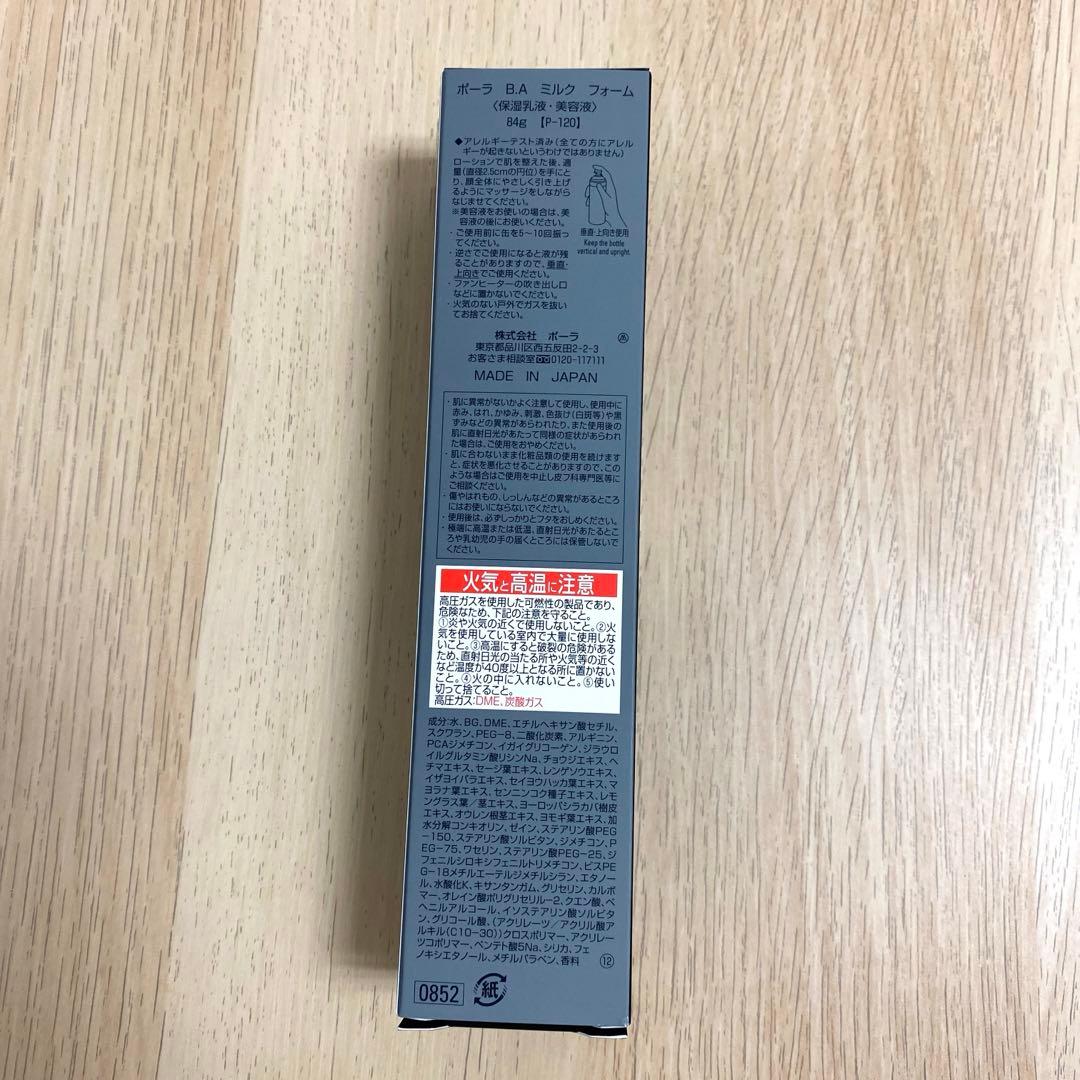 ポーラ B.A ミルク フォーム
〈保湿乳液・美容液〉
84g 【P-120】
◆アレルギーテスト済み(全ての方にアレル
ギーが起きないというわけではありません)
ローションで肌を整えた後、適
量(直径2.5cmの円位)を手にと
り、顔全体にやさしく引き上げ
るようにマッサージをしながら
なじませてください。
※美容液をお使いの場合は、美
容液の後にお使いください。
・ご使用前に缶を5〜10回振っ
てください。
・逆さでご使用になると液が残
ることがありますので、垂直・
上向きでご使用ください。
・ファンヒーターの吹き出し口
などに置かないでください。
・火気のない戸外でガスを抜い
てお捨てください。
垂直・上向き使用
Keep the bottle
vertical and upright.
株式会社 ポーラ
東京都品川区西五反田2-2-3
お客さま相談室 0120-117111
MADE IN JAPAN
・肌に異常がないかよく注意して使用し、使用中に
赤み、はれ、かゆみ、刺激、色抜け(白斑等)や黒
ずみなどの異常があらわれたり、また使用後の
肌に直射日光があたって同様の症状があらわれ
た場合は、ご使用をおやめください。
・肌に合わないまま化粧品類の使用を続けます
と、症状を悪化させることがありますので、この
ような場合はご使用を中止し皮フ科専門医等に
ご相談ください。
・傷やはれもの、しっしんなどの異常があるところ
にはお使いにならないでください。
・使用後は、必ずしっかりとフタをおしめください。
・極端に高温または低温、直射日光があたるとこ
ろや乳幼児の手の届くところには保管しないで
ください。
火気と高温に注意
高圧ガスを使用した可燃性の製品であり、
危険なため、下記の注意を守ること。
①炎や火気の近くで使用しないこと。②火
気を使用している室内で大量に使用しな
いこと。③高温にすると破裂の危険がある
ため、直射日光の当たる所や火気等の近く
など温度が40度以上となる所に置かない
こと。④火の中に入れないこと。⑤使い
切って捨てること。
高圧ガス:DME、炭酸ガス
成分:水、BG、DME、エチルヘキサン酸セチル、
スクワラン、PEG-8、二酸化炭素、アルギニン、
PCAジメチコン、イガイグリコーゲン、ジラウロ
イルグルタミン酸リシンNa、チョウジエキス、ヘ
チマエキス、セージ葉エキス、レンゲソウエキス、
イザヨイバラエキス、セイヨウハッカ葉エキス、マ
ヨラナ葉エキス、センニンコク種子エキス、レモ
ングラス葉/茎エキス、ヨーロッパシラカバ樹皮
エキス、オウレン根茎エキス、ヨモギ葉エキス、加
水分解コンキオリン、ゼイン、ステアリン酸PEG
-150、ステアリン酸ソルビタン、ジメチコン、P
EG-75、ワセリン、ステアリン酸PEG-25、ジ
フェニルシロキシフェニルトリメチコン、ビスPE
G-18メチルエーテルジメチルシラン、エタノー
ル、水酸化K、キサンタンガム、グリセリン、カルボ
マー、オレイン酸ポリグリセリル-2、クエン酸、ベ
ヘニルアルコール、イソステアリン酸ソルビタ
ン、グリコール酸、(アクリレーツ/アクリル酸ア
ルキル(C10-30))クロスポリマー、アクリレー
ツコポリマー、ペンテト酸5Na、シリカ、フェ
ノキシエタノール、メチルパラベン、香料
⑫
0852
紙